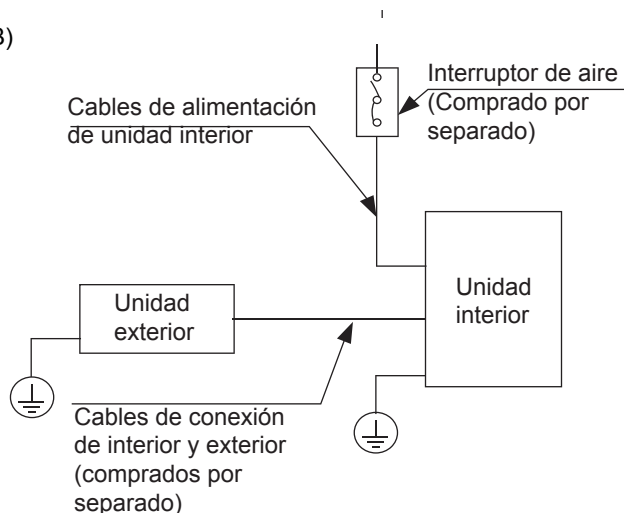 3)
Interruptor de aire
(Comprado por
separado)
Cables de alimentación
de unidad interior
Unidad
exterior
Unidad
interior
Cables de conexión
de interior y exterior
(comprados por
separado)